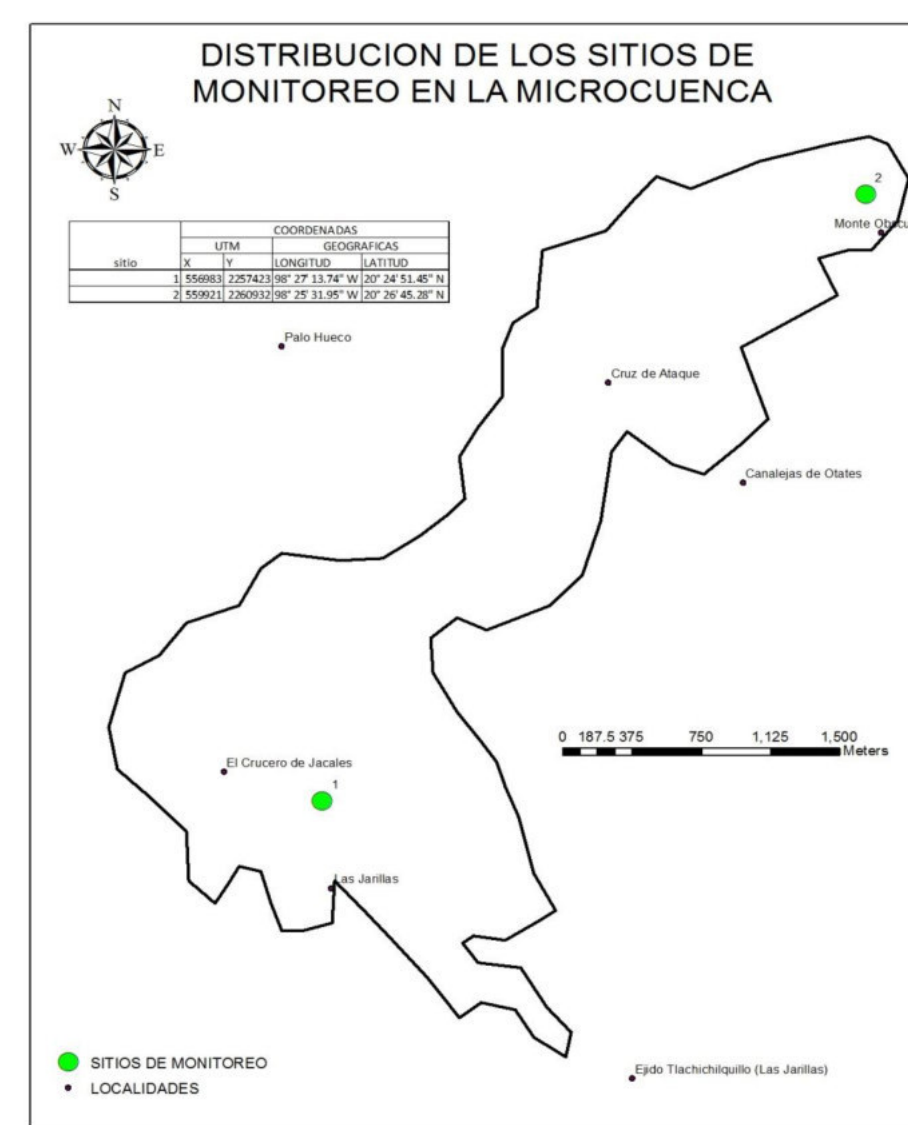 DISTRIBUCION DE LOS SITIOS DE
MONITOREO EN LA MICROCUENCA
N
W E
S
COORDENADAS
UTM GEOGRAFICAS
sitio X Y LONGITUD LATITUD
1 556983 2257423 98° 27' 13.74" W 20° 24' 51.45" N
2 559921 2260932 98° 25' 31.95" W 20° 26' 45.28" N
2
Monte Obscu
Palo Hueco
Cruz de Ataque
Canalejas de Otates
0 187.5 375 750 1,125 1,500
Meters
El Crucero de Jacales
1
Las Jarillas
SITIOS DE MONITOREO
LOCALIDADES
Ejido Tlachichilquillo (Las Jarillas)